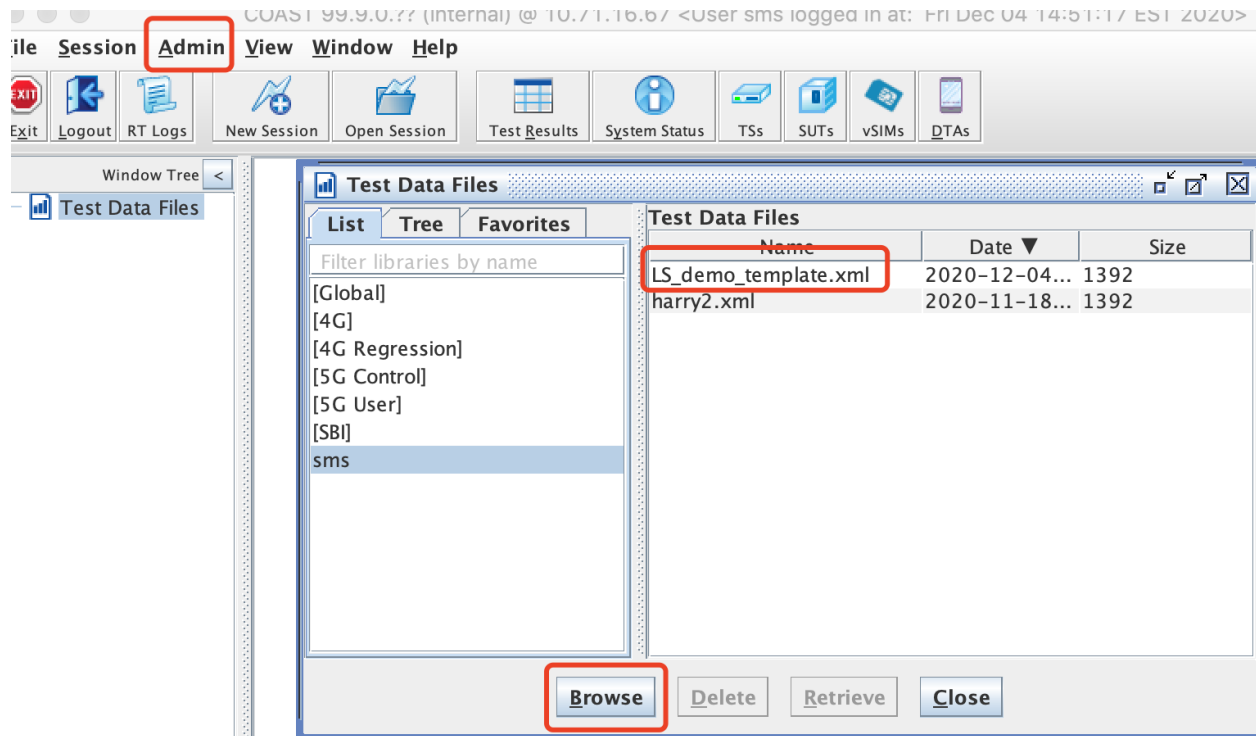 COAST 99.9.0.?? (Internal) @ 10.71.16.67 <User sms logged in at: Fri Dec 04 14:51:17 EST 2020>
ile Session Admin View Window Help
EXIT
Exit Logout RT Logs New Session Open Session Test Results System Status TSs SUTs vSIMs DTAs
Window Tree <
Test Data Files
Test Data Files
List Tree Favorites
Filter libraries by name
[Global]
[4G]
[4G Regression]
[5G Control]
[5G User]
[SBI]
sms
Test Data Files
Name Date ▼ Size
LS_demo_template.xml 2020-12-04... 1392
harry2.xml 2020-11-18... 1392
Browse Delete Retrieve Close